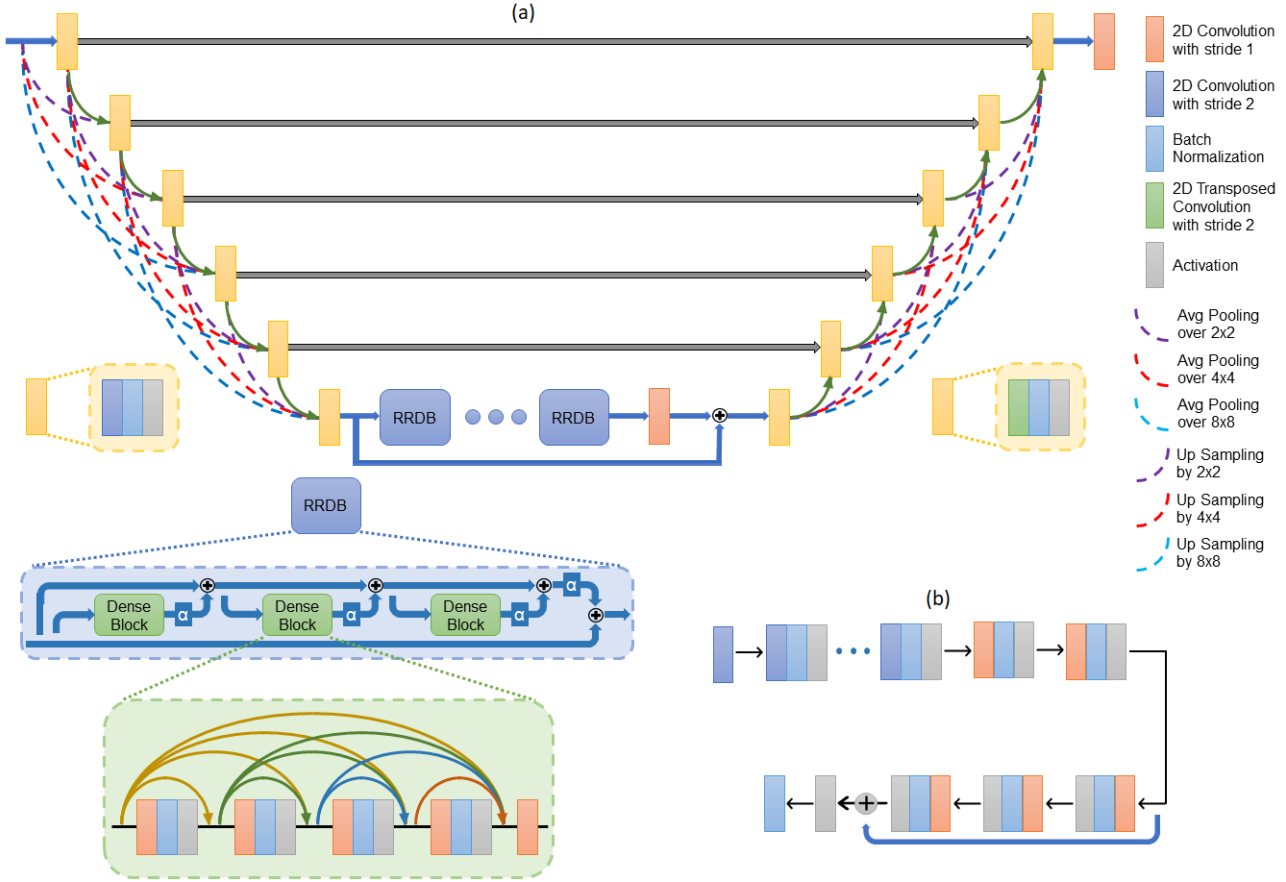 (a)
2D Convolution
with stride 1
2D Convolution
with stride 2
Batch
Normalization
2D Transposed
Convolution
with stride 2
Activation
Avg Pooling
over 2x2
Avg Pooling
over 4x4
Avg Pooling
over 8x8
Up Sampling
by 2x2
Up Sampling
by 4x4
Up Sampling
by 8x8
RRDB
RRDB
RRDB
Dense
Block
α
Dense
Block
α
Dense
Block
α
α
(b)